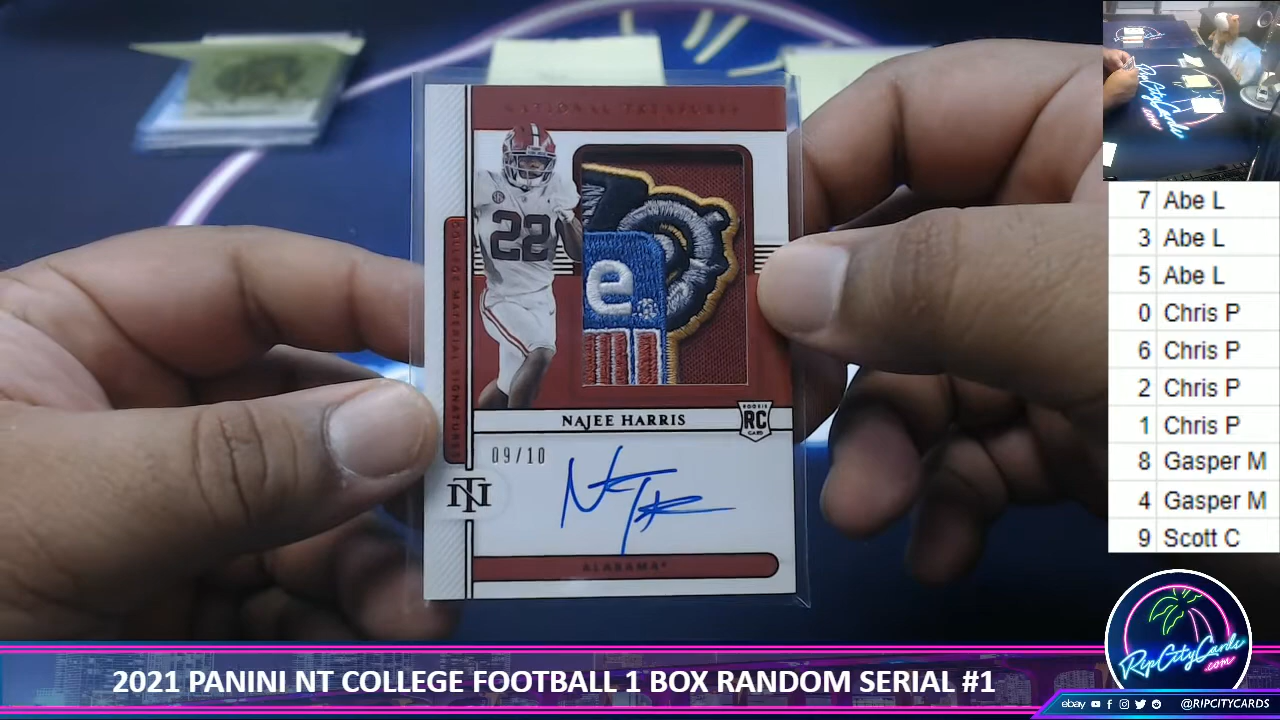 NATIONAL TREASURES
22
e.
COLLEGE MATERIAL SIGNATURES
NAJEE HARRIS
ROOKIE
RC
CARD
09/10
NT
ALABAMA
7 Abe L
3 Abe L
5 Abe L
0 Chris P
6 Chris P
2 Chris P
1 Chris P
8 Gasper M
4 Gasper M
9 Scott C
RipCityCards
.com
2021 PANINI NT COLLEGE FOOTBALL 1 BOX RANDOM SERIAL #1
RipCityCards
.com
ebay @RIPCITYCARDS